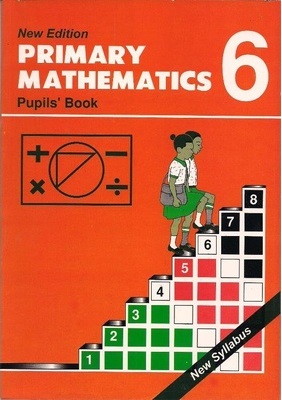 New Edition
PRIMARY 6
MATHEMATICS
Pupils' Book
+ −
× ÷
8
7
6
5
4
3
2
1
New Syllabus